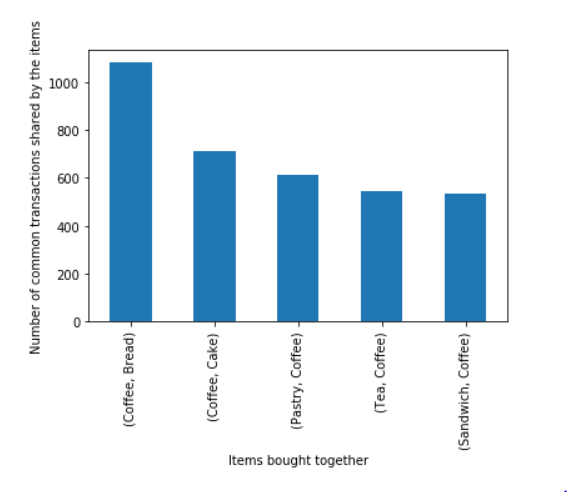 Number of common transactions shared by the items
1000
800
600
400
200
0
(Coffee, Bread)
(Coffee, Cake)
(Pastry, Coffee)
(Tea, Coffee)
(Sandwich, Coffee)
Items bought together